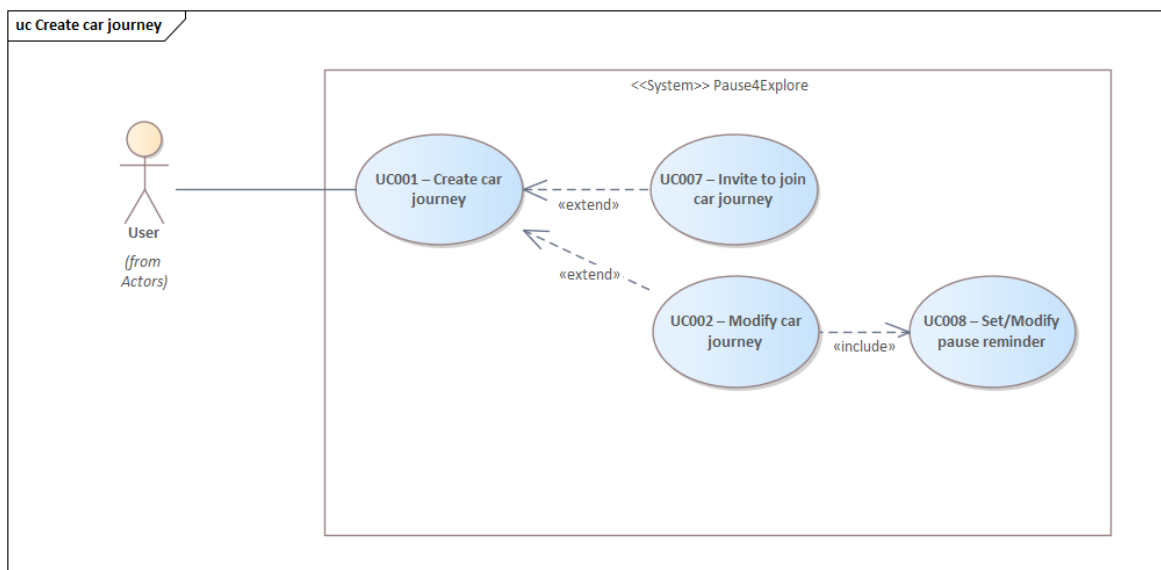 uc Create car journey
<<System>> Pause4Explore
UC001 – Create car
journey
UC007 – Invite to join
car journey
«extend»
User
(from
Actors)
«extend»
UC002 – Modify car
journey
UC008 – Set/Modify
pause reminder
«include»